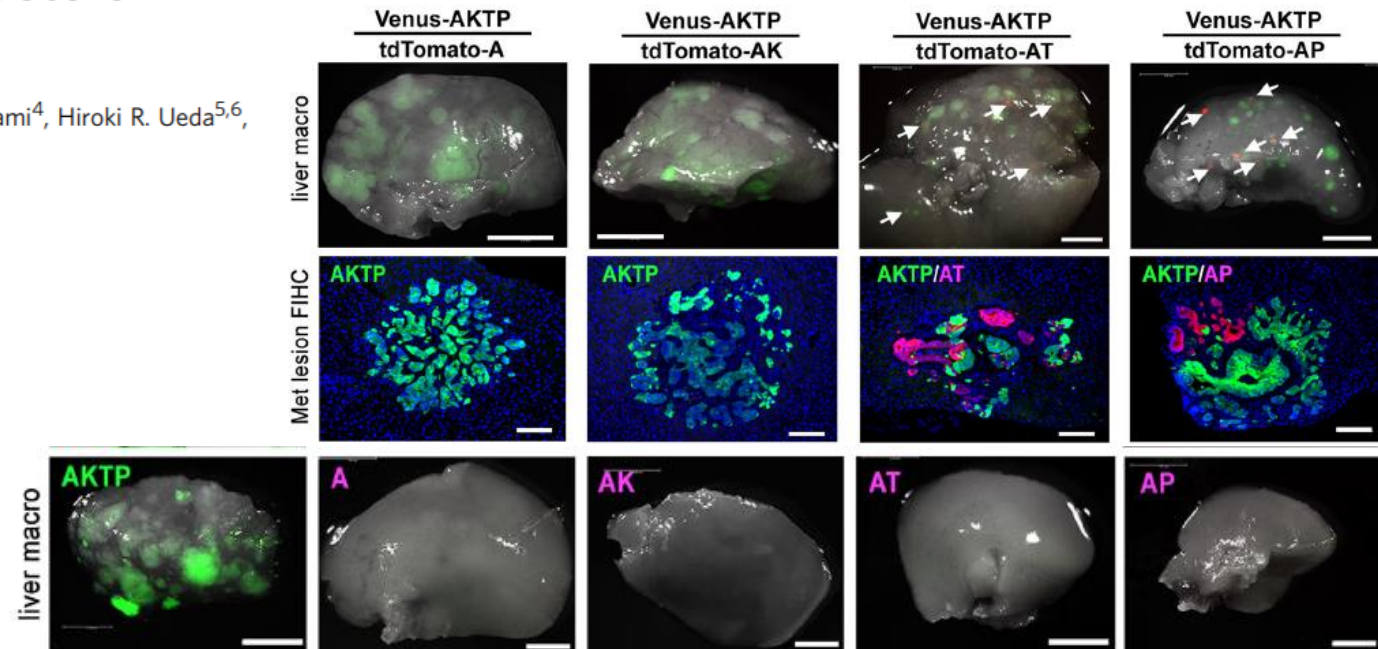 Venus-AKTP
tdTomato-A
Venus-AKTP
tdTomato-AK
Venus-AKTP
tdTomato-AT
Venus-AKTP
tdTomato-AP
ami⁴, Hiroki R. Ueda⁵,⁶,
liver macro
Met lesion FIHC
AKTP
AKTP
AKTP/AT
AKTP/AP
liver macro
AKTP
A
AK
AT
AP